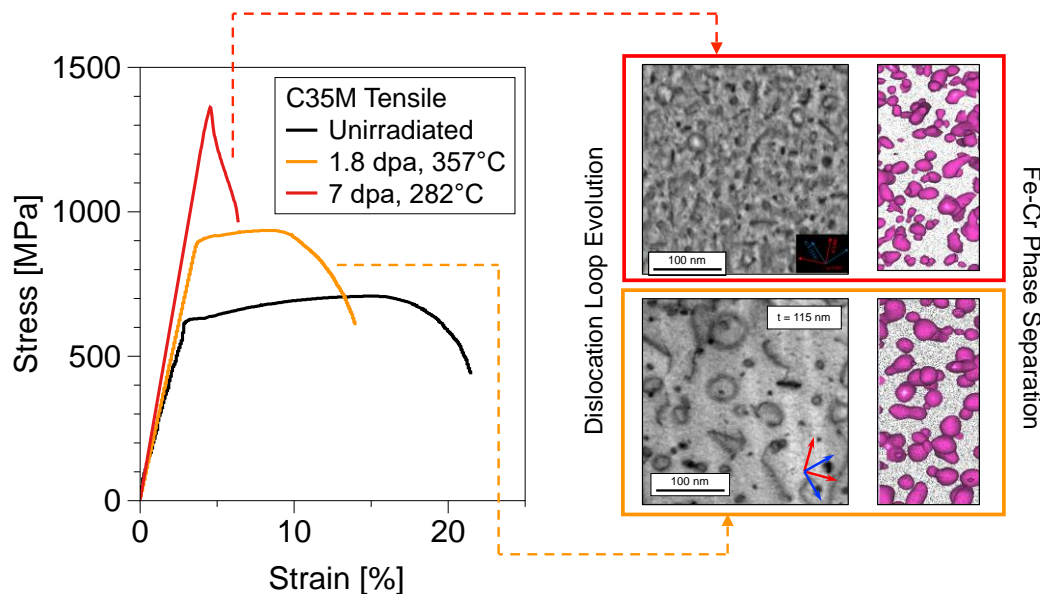 1500
1000
500
0
Stress [MPa]
0
10
20
Strain [%]
C35M Tensile
Unirradiated
1.8 dpa, 357°C
7 dpa, 282°C
Dislocation Loop Evolution
100 nm
t = 115 nm
100 nm
Fe-Cr Phase Separation